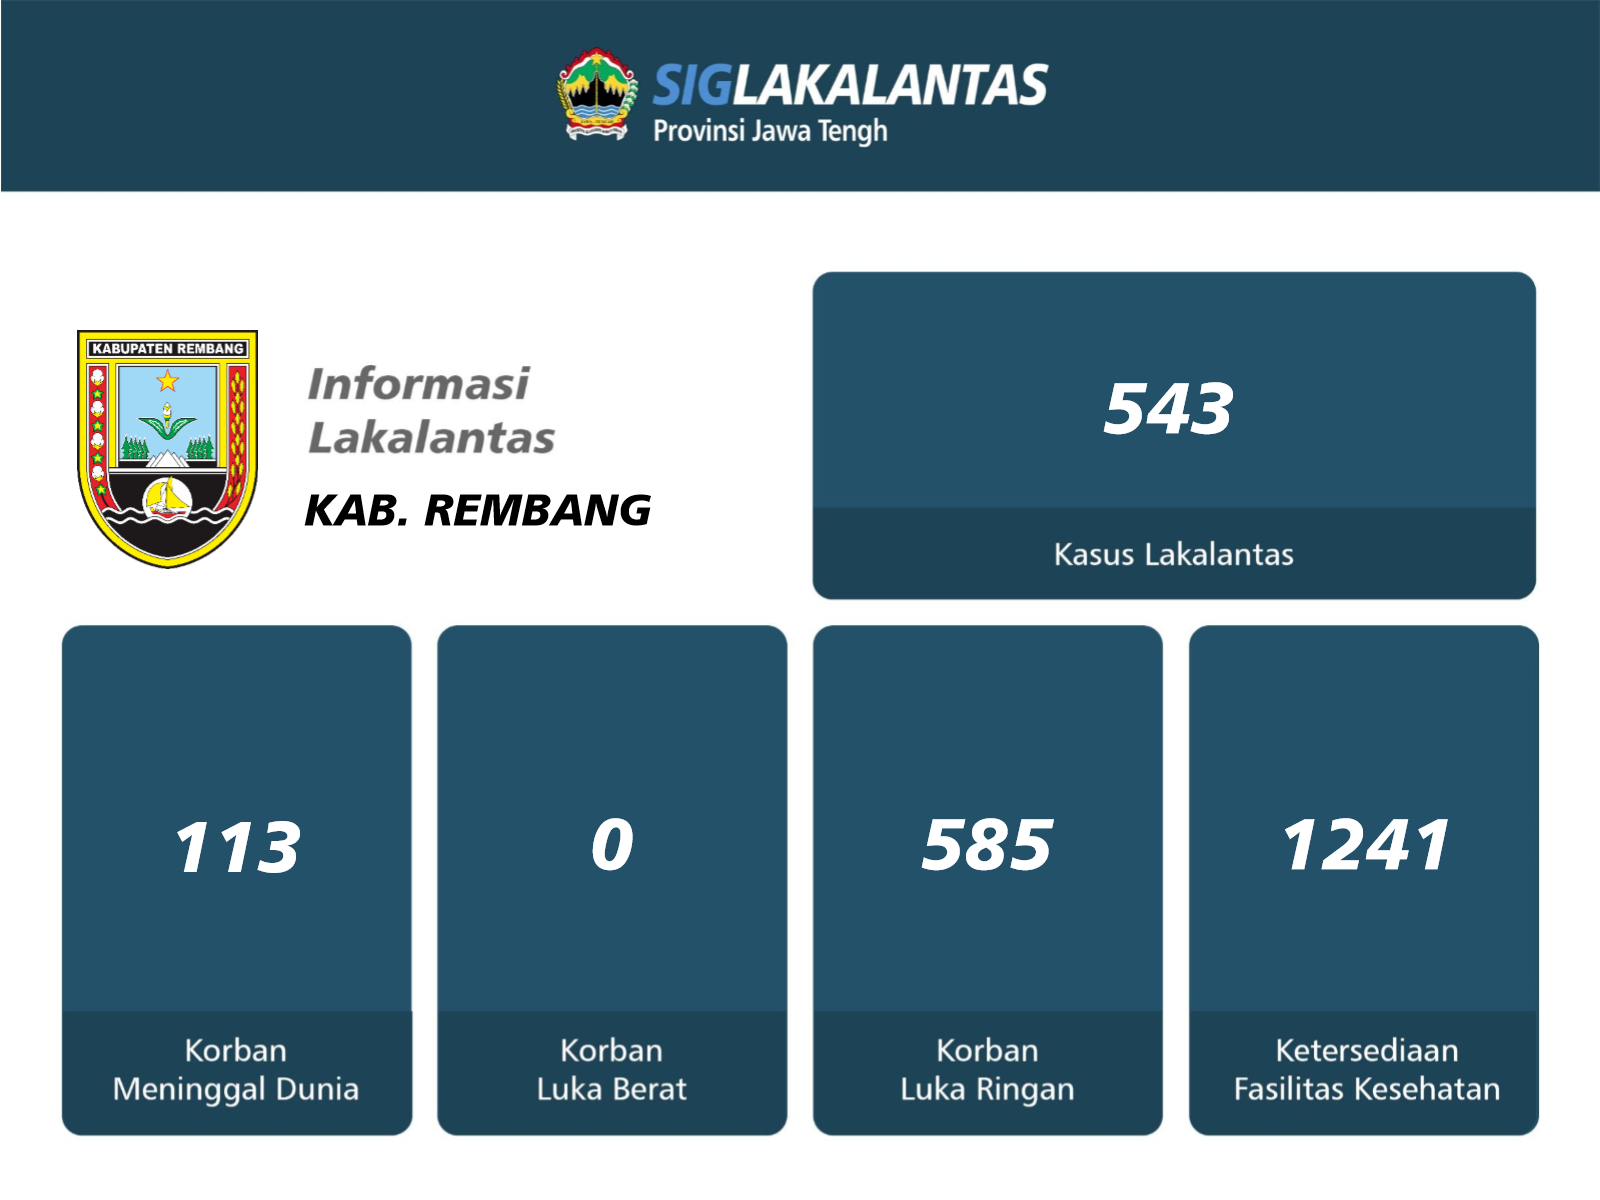 SIGLAKALANTAS
Provinsi Jawa Tengh
KABUPATEN REMBANG
Informasi
Lakalantas
KAB. REMBANG
543
Kasus Lakalantas
113
Korban
Meninggal Dunia
0
Korban
Luka Berat
585
Korban
Luka Ringan
1241
Ketersediaan
Fasilitas Kesehatan